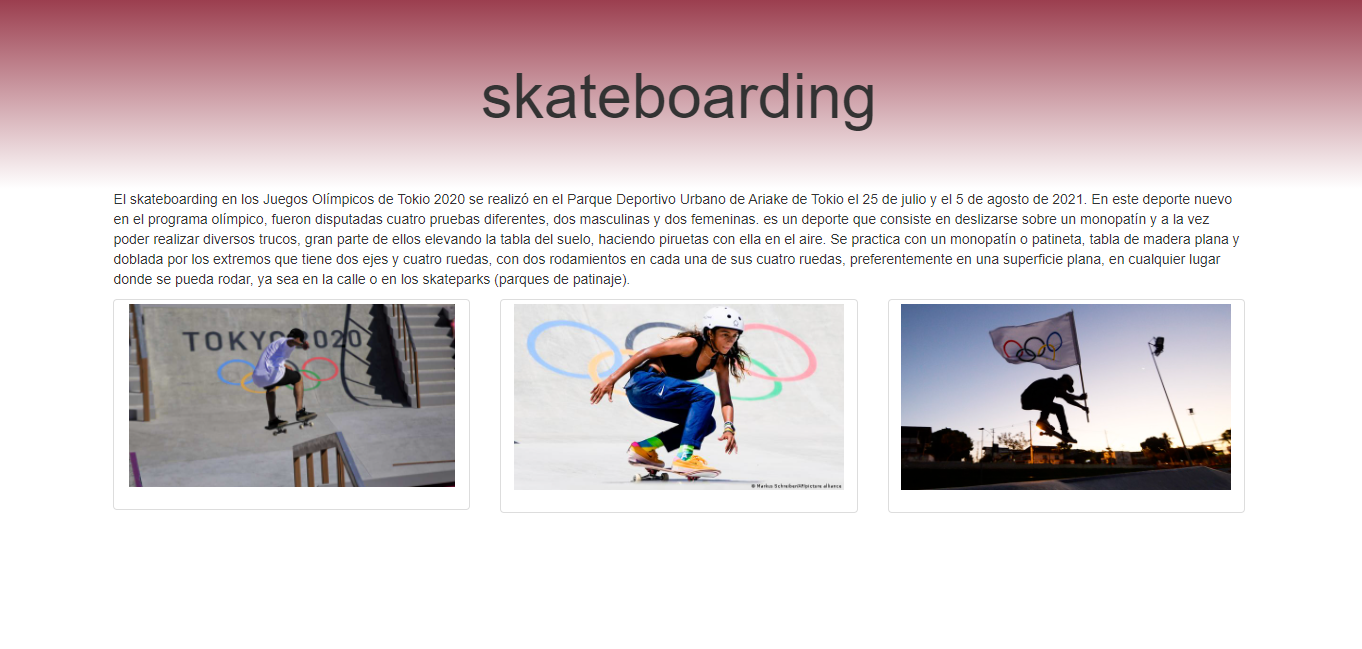 skateboarding
El skateboarding en los Juegos Olímpicos de Tokio 2020 se realizó en el Parque Deportivo Urbano de Ariake de Tokio el 25 de julio y el 5 de agosto de 2021. En este deporte nuevo
en el programa olímpico, fueron disputadas cuatro pruebas diferentes, dos masculinas y dos femeninas. es un deporte que consiste en deslizarse sobre un monopatín y a la vez
poder realizar diversos trucos, gran parte de ellos elevando la tabla del suelo, haciendo piruetas con ella en el aire. Se practica con un monopatín o patineta, tabla de madera plana y
doblada por los extremos que tiene dos ejes y cuatro ruedas, con dos rodamientos en cada una de sus cuatro ruedas, preferentemente en una superficie plana, en cualquier lugar
donde se pueda rodar, ya sea en la calle o en los skateparks (parques de patinaje).
TOKYO 2020
© Markus Schreiber/AP/picture alliance